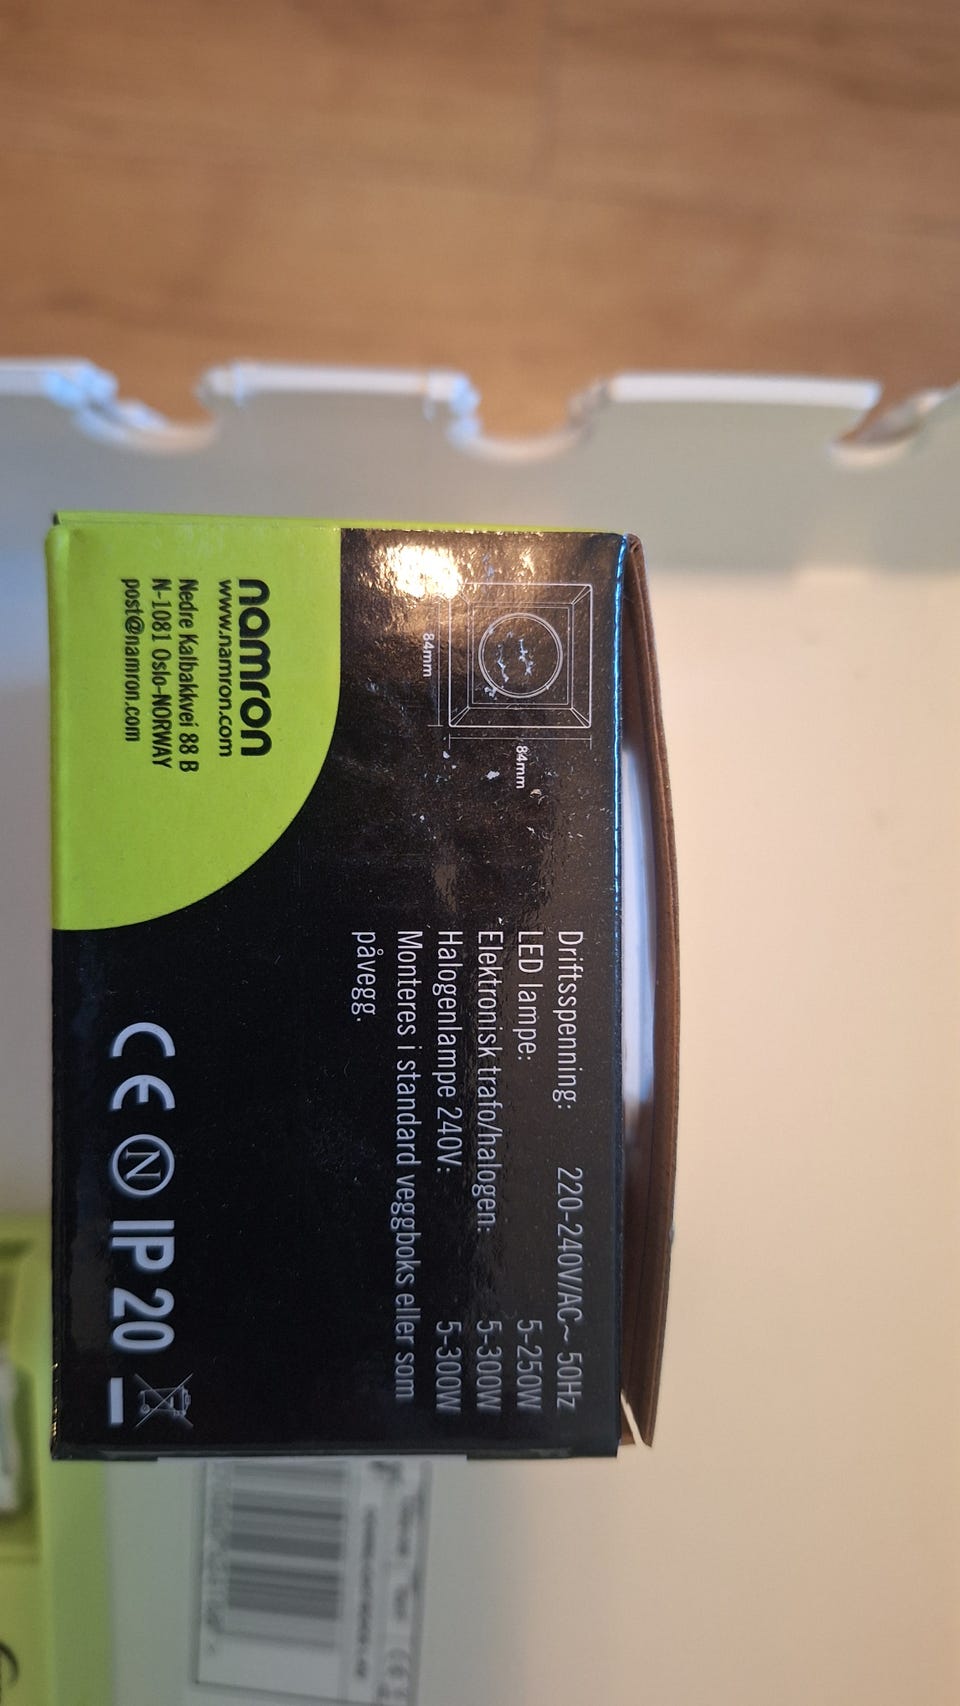 84mm
84mm
Driftsspenning: 220-240V/AC~ 50Hz
LED lampe: 5-250W
Elektronisk trafo/halogen: 5-300W
Halogenlampe 240V: 5-300W
Monteres i standard veggboks eller som
påvegg.
namron
www.namron.com
Nedre Kalbakkvei 88 B
N-1081 Oslo-NORWAY
post@namron.com
CE N IP 20